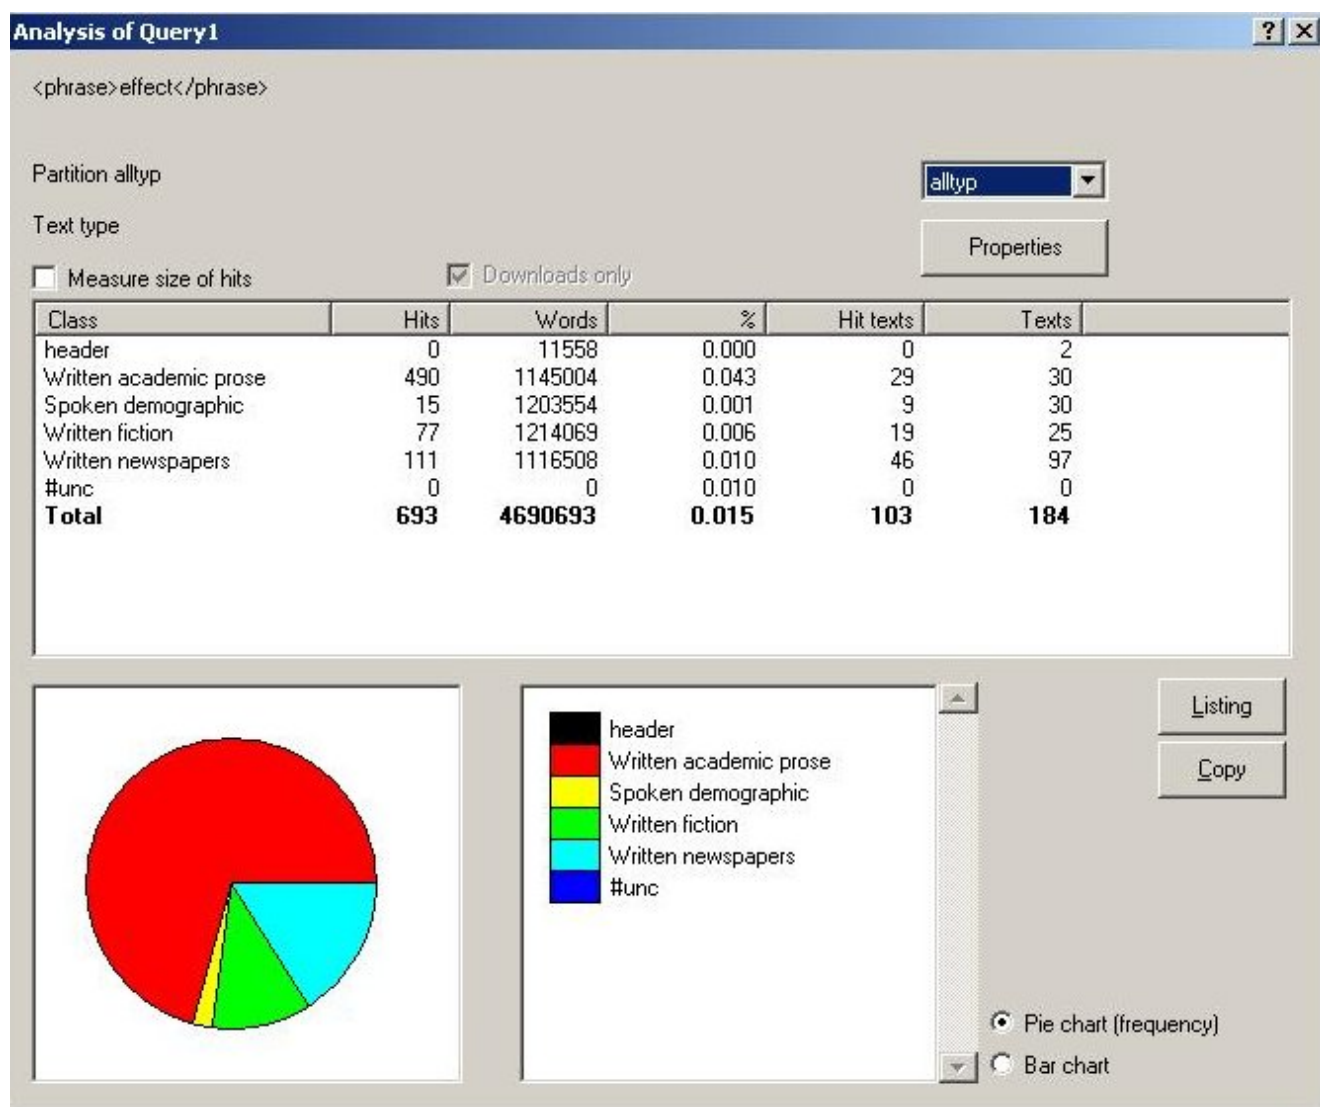 Analysis of Query1
<phrase>effect</phrase>
Partition alltyp
alltyp
Text type
Properties
Measure size of hits
Downloads only
Class Hits Words % Hit texts Texts
header 0 11558 0.000 0 2
Written academic prose 490 1145004 0.043 29 30
Spoken demographic 15 1203554 0.001 9 30
Written fiction 77 1214069 0.006 19 25
Written newspapers 111 1116508 0.010 46 97
#unc 0 0 0.010 0 0
Total 693 4690693 0.015 103 184
header
Written academic prose
Spoken demographic
Written fiction
Written newspapers
#unc
Listing
Copy
Pie chart (frequency)
Bar chart